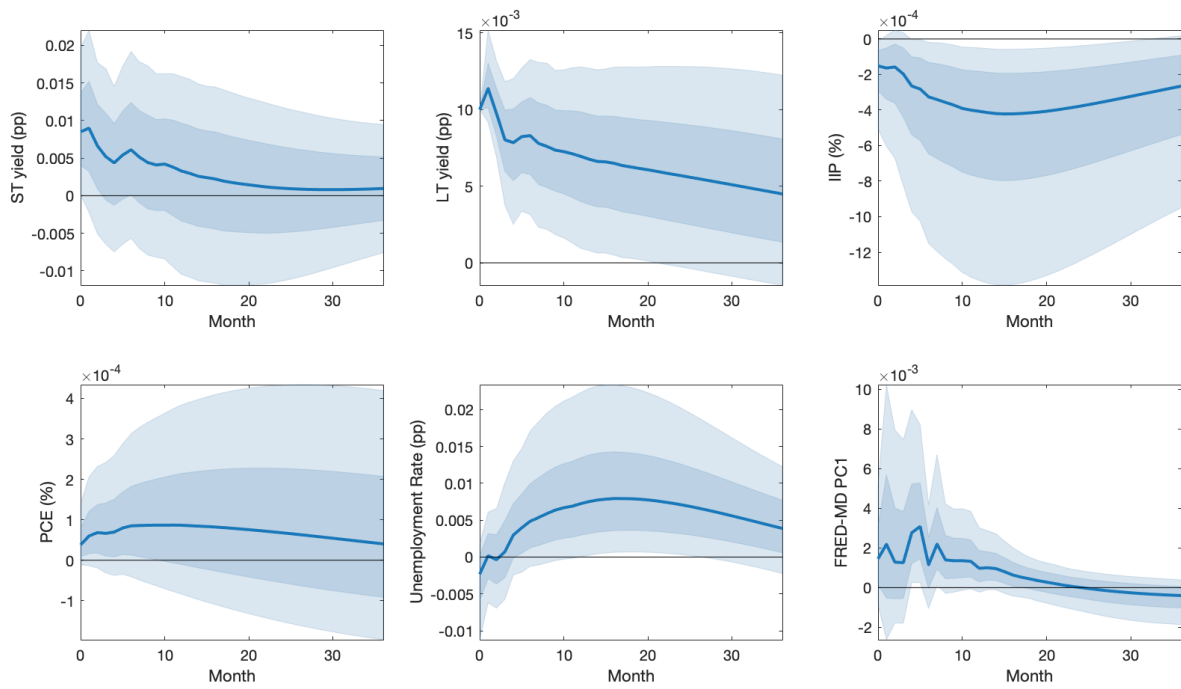 ST yield (pp)
0.02
0.015
0.01
0.005
0
-0.005
-0.01
0 10 20 30
Month
×10-3
LT yield (pp)
15
10
5
0
0 10 20 30
Month
×10-4
IIP (%)
0
-2
-4
-6
-8
-10
-12
0 10 20 30
Month
×10-4
PCE (%)
4
3
2
1
0
-1
0 10 20 30
Month
Unemployment Rate (pp)
0.02
0.015
0.01
0.005
0
-0.005
-0.01
0 10 20 30
Month
×10-3
FRED-MD PC1
10
8
6
4
2
0
-2
0 10 20 30
Month